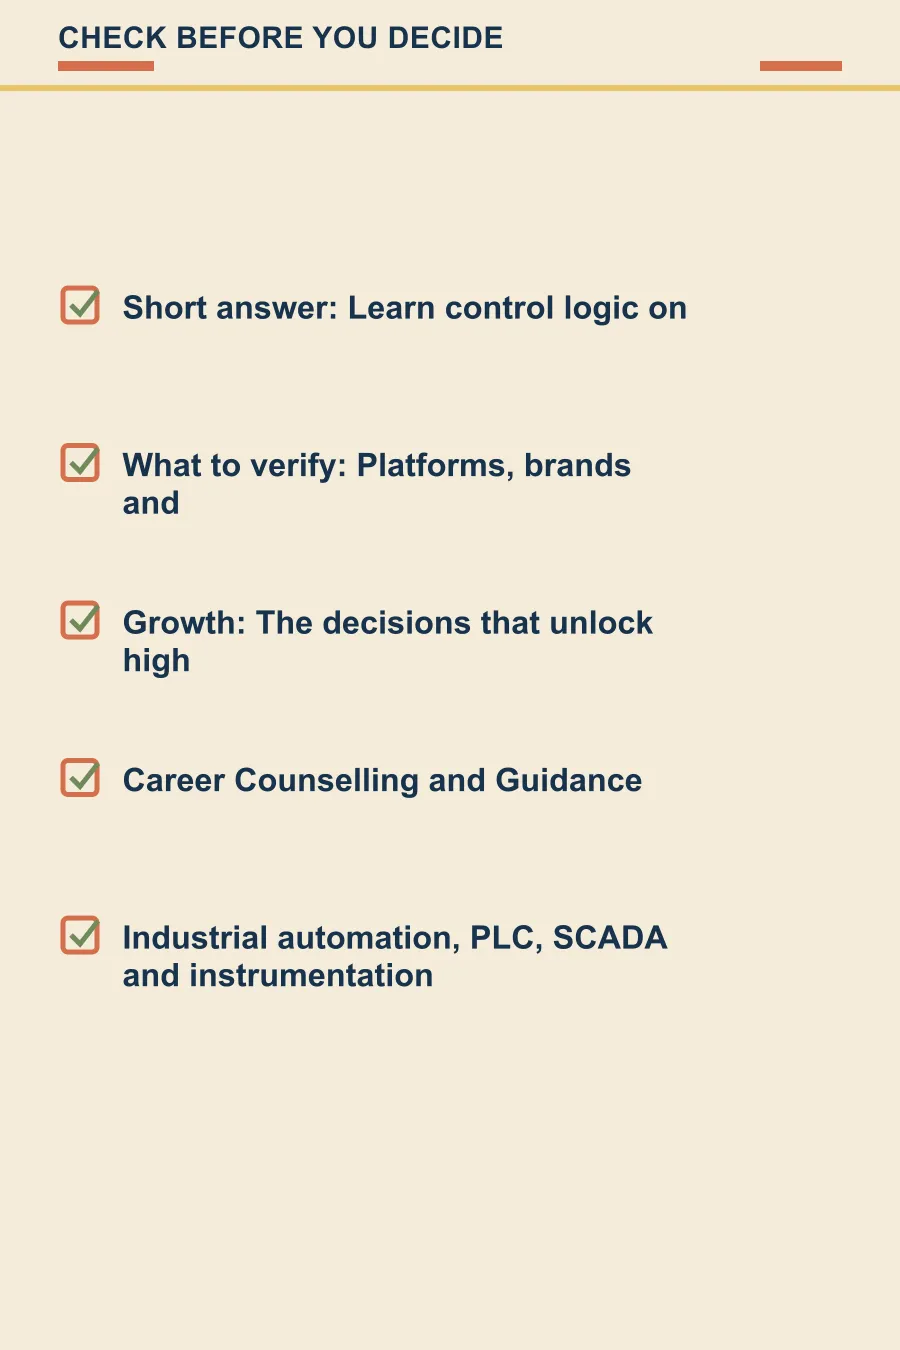 CHECK BEFORE YOU DECIDE
Short answer: Learn control logic on
What to verify: Platforms, brands
and
Growth: The decisions that unlock
high
Career Counselling and Guidance
Industrial automation, PLC, SCADA
and instrumentation